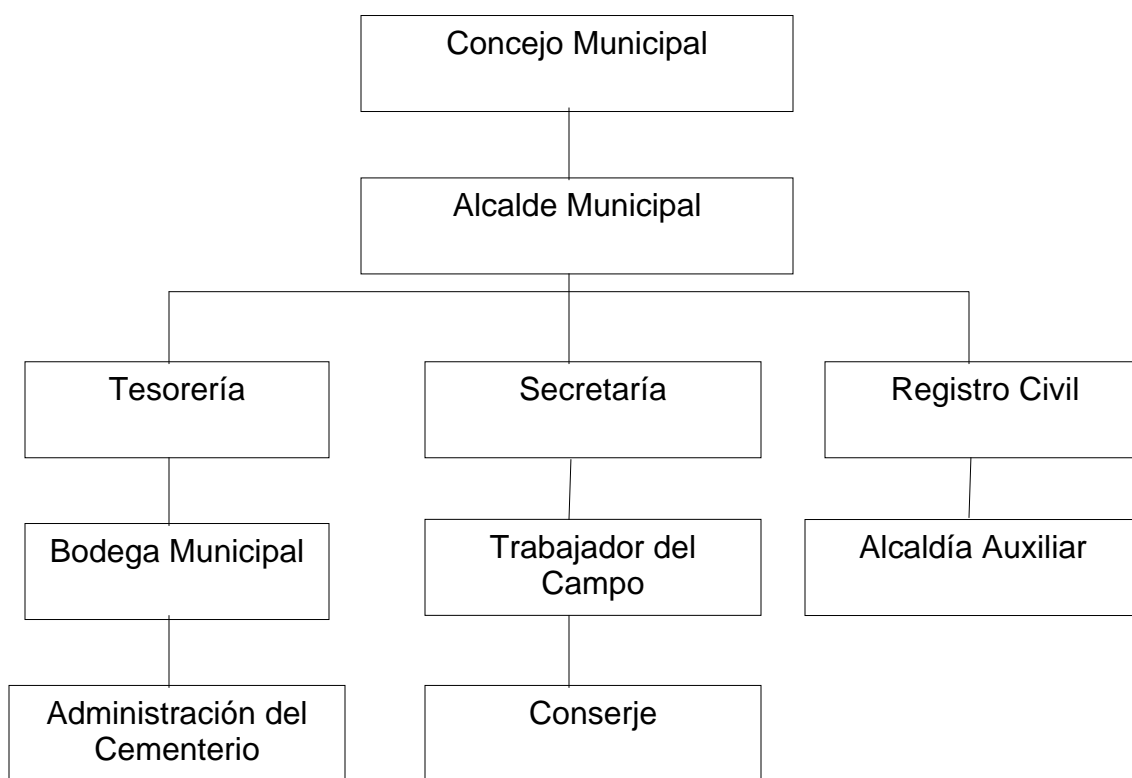 Concejo Municipal
Alcalde Municipal
Tesorería
Secretaría
Registro Civil
Bodega Municipal
Trabajador del
Campo
Alcaldía Auxiliar
Administración del
Cementerio
Conserje